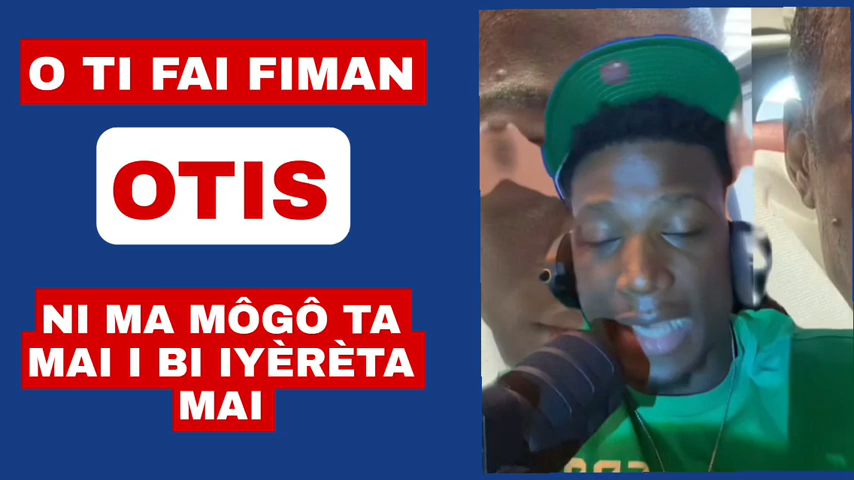 O TI FAI FIMAN
OTIS
NI MA MÔGÔ TA
MAI I BI IYÈRÈTA
MAI